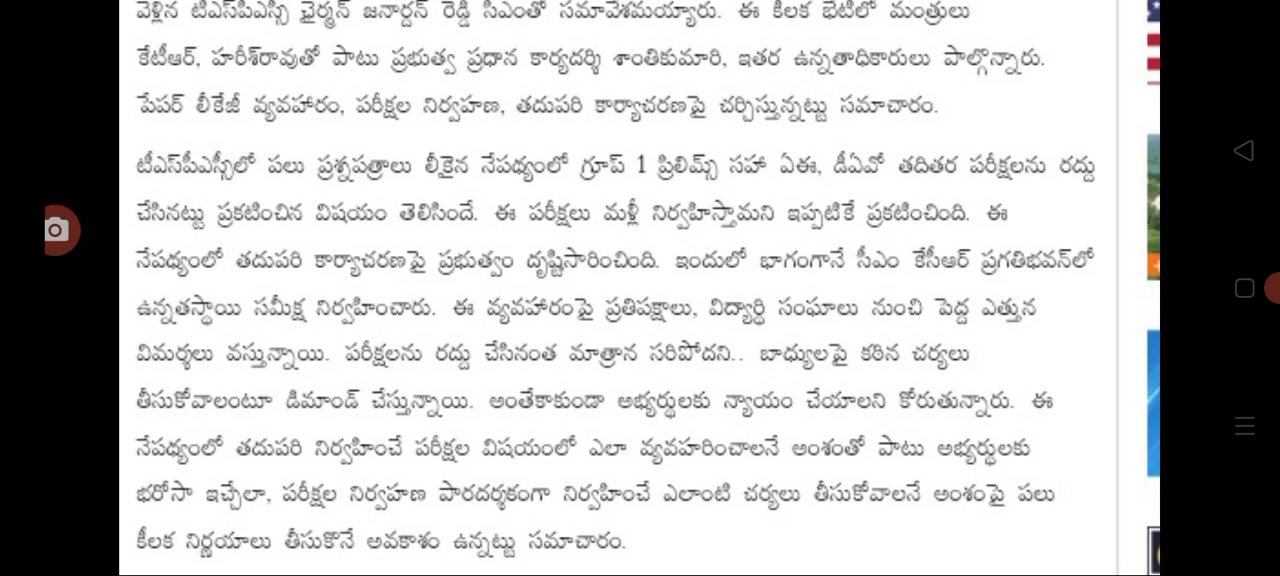 వెళ్లిన టీఎస్‌పీఎస్సీ ఛైర్మన్ జనార్దన్ రెడ్డి సీఎంతో సమావేశమయ్యారు. ఈ కీలక భేటీలో మంత్రులు
కేటీఆర్, హరీశ్‌రావుతో పాటు ప్రభుత్వ ప్రధాన కార్యదర్శి శాంతికుమారి, ఇతర ఉన్నతాధికారులు పాల్గొన్నారు.
పేపర్ లీకేజీ వ్యవహారం, పరీక్షల నిర్వహణ, తదుపరి కార్యాచరణపై చర్చిస్తున్నట్టు సమాచారం.
టీఎస్‌పీఎస్సీలో పలు ప్రశ్నపత్రాలు లీకైన నేపథ్యంలో గ్రూప్ 1 ప్రిలిమ్స్ సహా ఏఈ, డీఏవో తదితర పరీక్షలను రద్దు
చేసినట్టు ప్రకటించిన విషయం తెలిసిందే. ఈ పరీక్షలు మళ్లీ నిర్వహిస్తామని ఇప్పటికే ప్రకటించింది. ఈ
నేపథ్యంలో తదుపరి కార్యాచరణపై ప్రభుత్వం దృష్టిసారించింది. ఇందులో భాగంగానే సీఎం కేసీఆర్ ప్రగతిభవన్‌లో
ఉన్నతస్థాయి సమీక్ష నిర్వహించారు. ఈ వ్యవహారంపై ప్రతిపక్షాలు, విద్యార్థి సంఘాలు నుంచి పెద్ద ఎత్తున
విమర్శలు వస్తున్నాయి. పరీక్షలను రద్దు చేసినంత మాత్రాన సరిపోదని.. బాధ్యులపై కఠిన చర్యలు
తీసుకోవాలంటూ డిమాండ్ చేస్తున్నాయి. అంతేకాకుండా అభ్యర్థులకు న్యాయం చేయాలని కోరుతున్నారు. ఈ
నేపథ్యంలో తదుపరి నిర్వహించే పరీక్షల విషయంలో ఎలా వ్యవహరించాలనే అంశంతో పాటు అభ్యర్థులకు
భరోసా ఇచ్చేలా, పరీక్షల నిర్వహణ పారదర్శకంగా నిర్వహించే ఎలాంటి చర్యలు తీసుకోవాలనే అంశంపై పలు
కీలక నిర్ణయాలు తీసుకొనే అవకాశం ఉన్నట్టు సమాచారం.